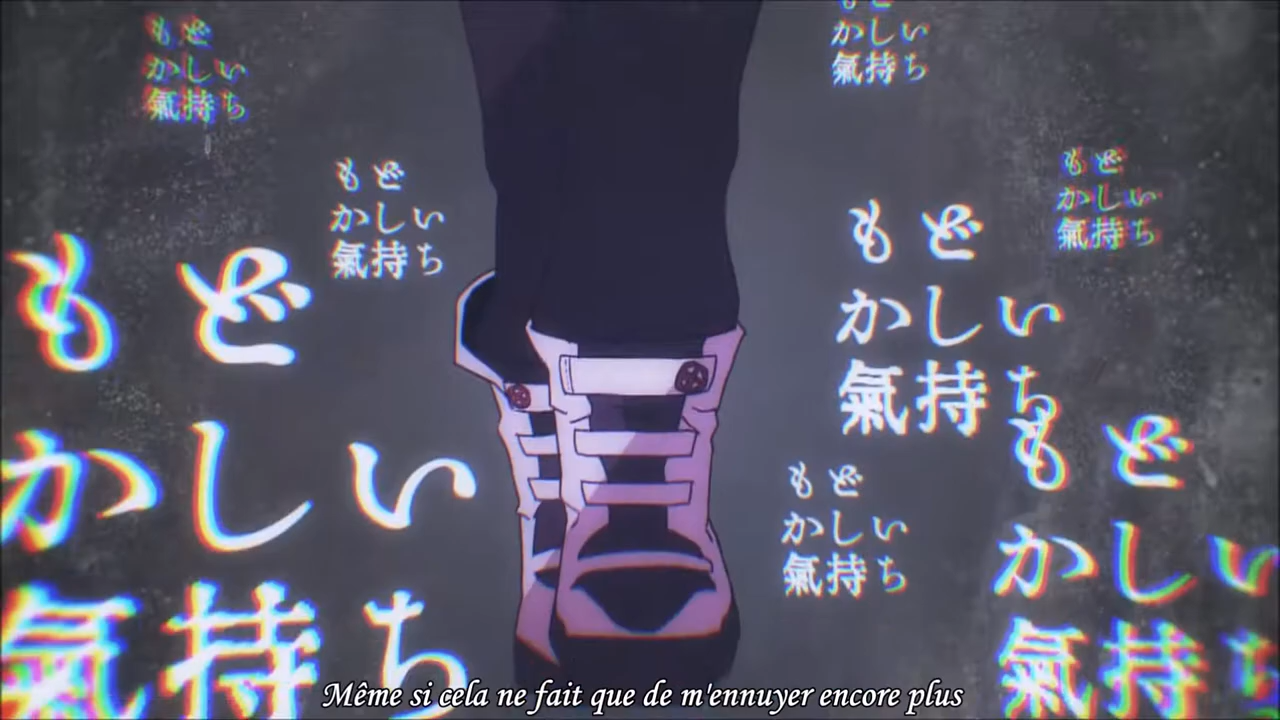 もど
かしい
氣持ち
かしい
氣持ち
もど
かしい
氣持ち
もど
かしい
氣持ち
もど
かしい
氣持ち
もど
かしい
氣持ち
もど
かしい
氣持ち
もど
かしい
氣持
Même si cela ne fait que de m'ennuyer encore plus